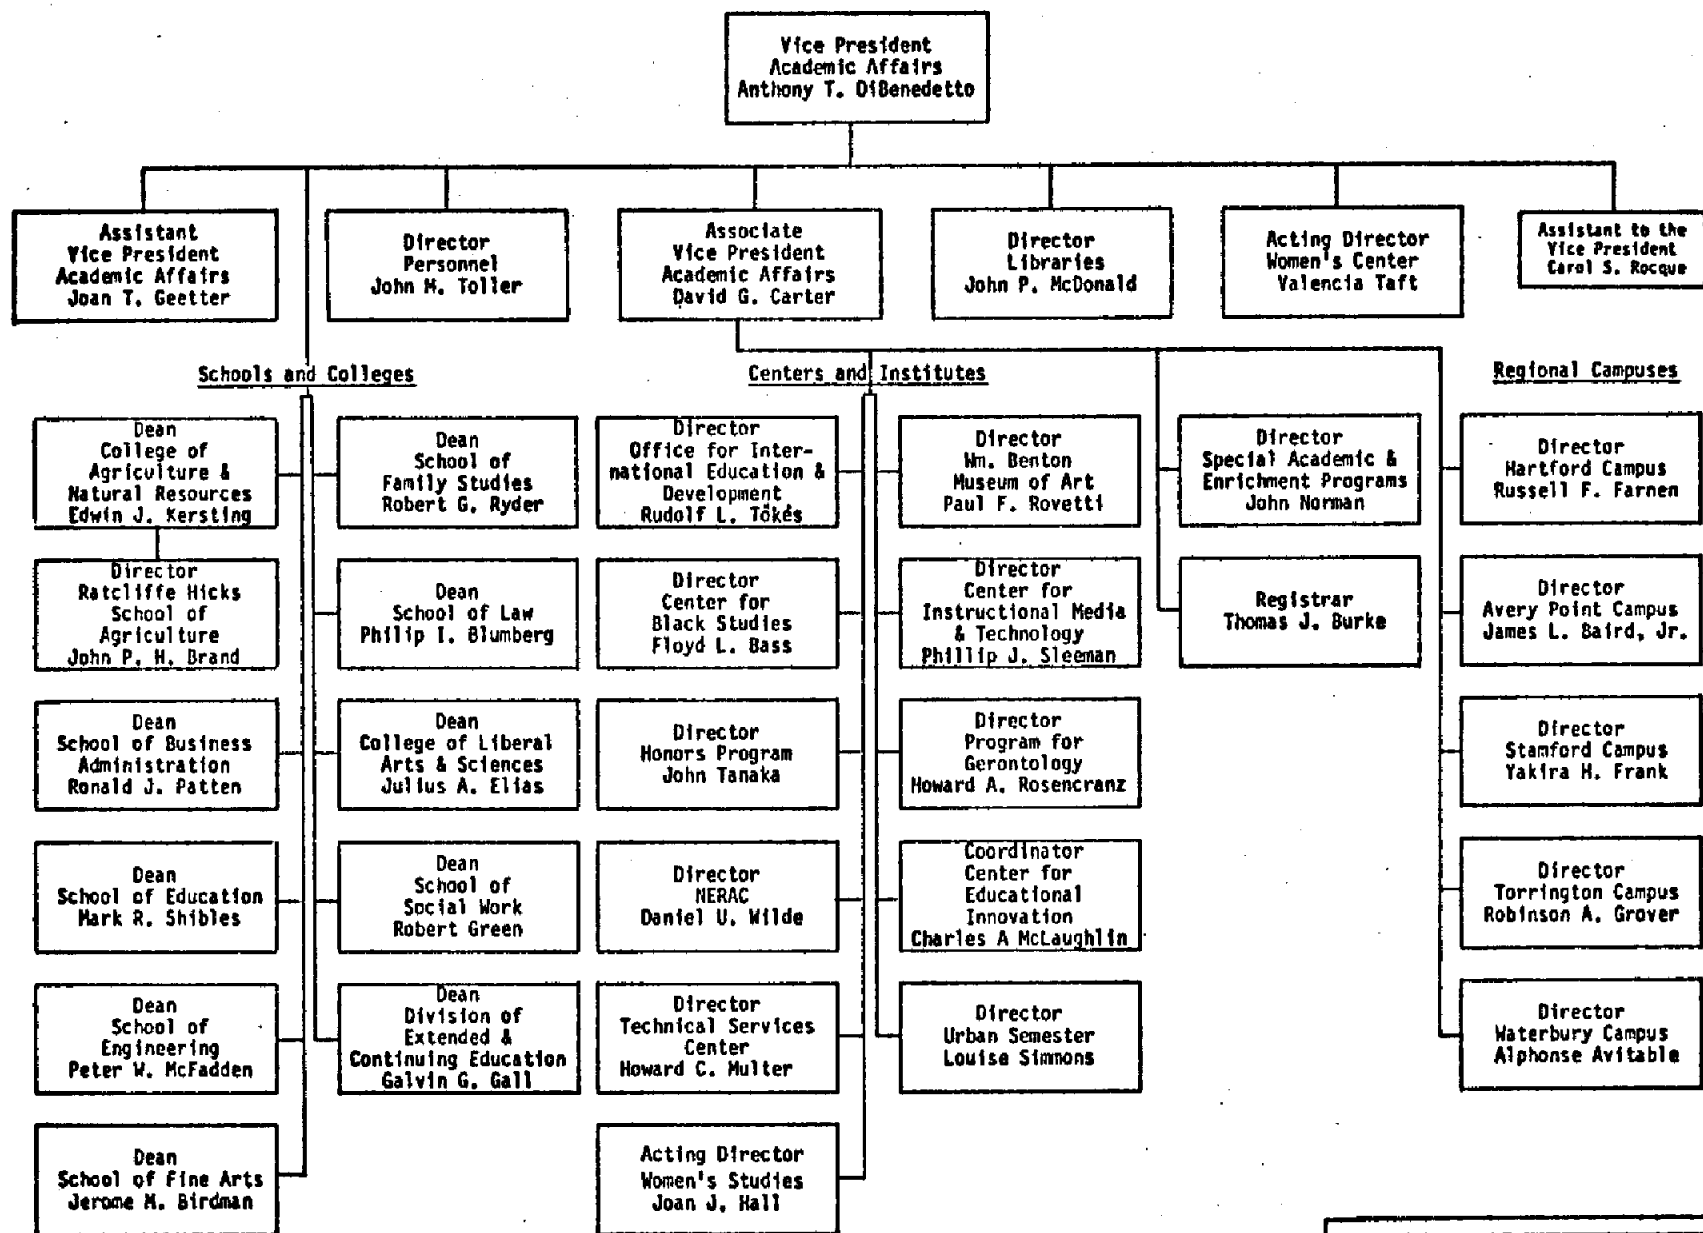 Vice President
Academic Affairs
Anthony T. DiBenedetto
Assistant
Vice President
Academic Affairs
Joan T. Geetter
Director
Personnel
John M. Toller
Associate
Vice President
Academic Affairs
David G. Carter
Director
Libraries
John P. McDonald
Acting Director
Women's Center
Valencia Taft
Assistant to the
Vice President
Carol S. Rocque
Schools and Colleges
Dean
College of
Agriculture &
Natural Resources
Edwin J. Kersting
Dean
School of
Family Studies
Robert G. Ryder
Director
Ratcliffe Hicks
School of
Agriculture
John P. H. Brand
Dean
School of Law
Philip I. Blumberg
Dean
School of Business
Administration
Ronald J. Patten
Dean
College of Liberal
Arts & Sciences
Julius A. Elias
Dean
School of Education
Mark R. Shibles
Dean
School of
Social Work
Robert Green
Dean
School of
Engineering
Peter W. McFadden
Dean
Division of
Extended &
Continuing Education
Galvin G. Gall
Dean
School of Fine Arts
Jerome M. Birdman
Centers and Institutes
Director
Office for Inter-
national Education &
Development
Rudolf L. Tökés
Director
Wm. Benton
Museum of Art
Paul F. Rovetti
Director
Center for
Black Studies
Floyd L. Bass
Director
Center for
Instructional Media
& Technology
Phillip J. Sleeman
Director
Honors Program
John Tanaka
Director
Program for
Gerontology
Howard A. Rosencranz
Director
NERAC
Daniel U. Wilde
Coordinator
Center for
Educational
Innovation
Charles A McLaughlin
Director
Technical Services
Center
Howard C. Multer
Director
Urban Semester
Louise Simmons
Acting Director
Women's Studies
Joan J. Hall
Director
Special Academic &
Enrichment Programs
John Norman
Registrar
Thomas J. Burke
Regional Campuses
Director
Hartford Campus
Russell F. Farnen
Director
Avery Point Campus
James L. Baird, Jr.
Director
Stamford Campus
Yakira H. Frank
Director
Torrington Campus
Robinson A. Grover
Director
Waterbury Campus
Alphonse Avitable